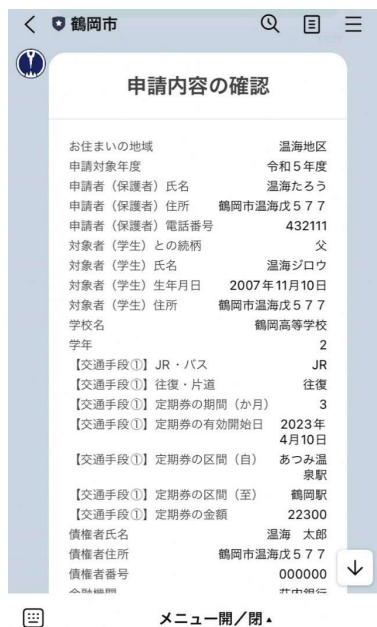 鶴岡市
申請内容の確認
お住まいの地域 温海地区
申請対象年度 令和5年度
申請者（保護者）氏名 温海たろう
申請者（保護者）住所 鶴岡市温海戊５７７
申請者（保護者）電話番号 432111
対象者（学生）との続柄 父
対象者（学生）氏名 温海ジロウ
対象者（学生）生年月日 2007年11月10日
対象者（学生）住所 鶴岡市温海戊５７７
学校名 鶴岡高等学校
学年 2
【交通手段①】JR・バス JR
【交通手段①】往復・片道 往復
【交通手段①】定期券の期間（か月） 3
【交通手段①】定期券の有効開始日 2023年
4月10日
【交通手段①】定期券の区間（自） あつみ温
泉駅
【交通手段①】定期券の区間（至） 鶴岡駅
【交通手段①】定期券の金額 22300
債権者氏名 温海　太郎
債権者住所 鶴岡市温海戊５７７
債権者番号 000000
金融機関 荘内銀行
メニュー開／閉▲